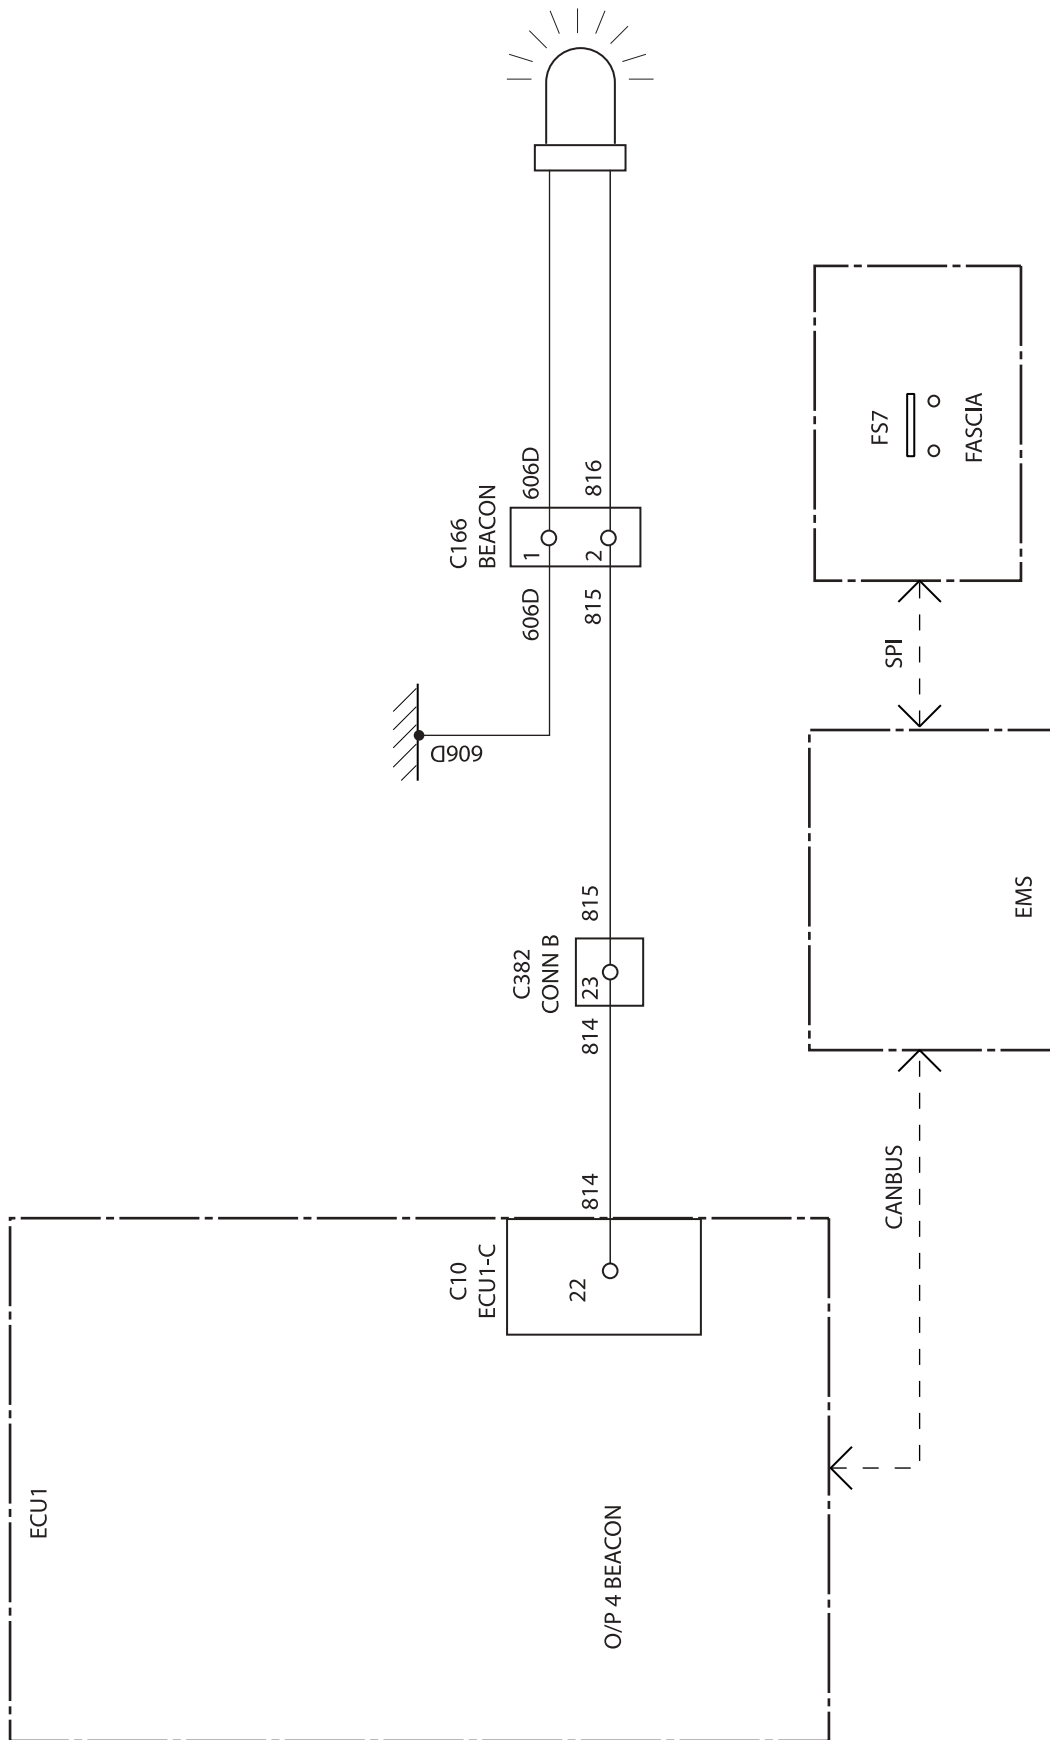 ECU1
O/P 4 BEACON
C10
ECU1-C
22
814
814
C382
CONN B
23
815
606D
606D
815
C166
BEACON
1
2
606D
816
CANBUS
EMS
SPI
FS7
FASCIA